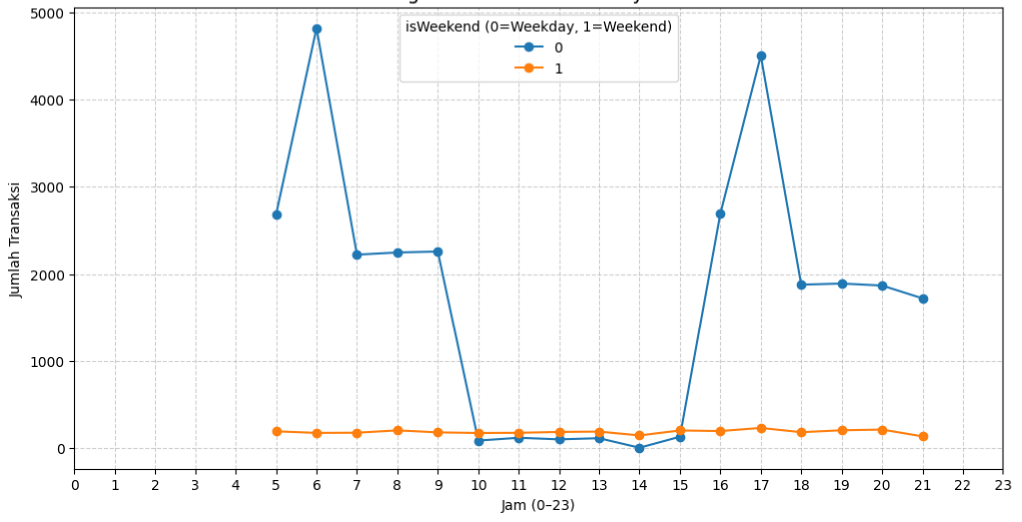 isWeekend (0=Weekday, 1=Weekend)
0
1
5000
4000
3000
2000
1000
0
Jumlah Transaksi
0 1 2 3 4 5 6 7 8 9 10 11 12 13 14 15 16 17 18 19 20 21 22 23
Jam (0–23)